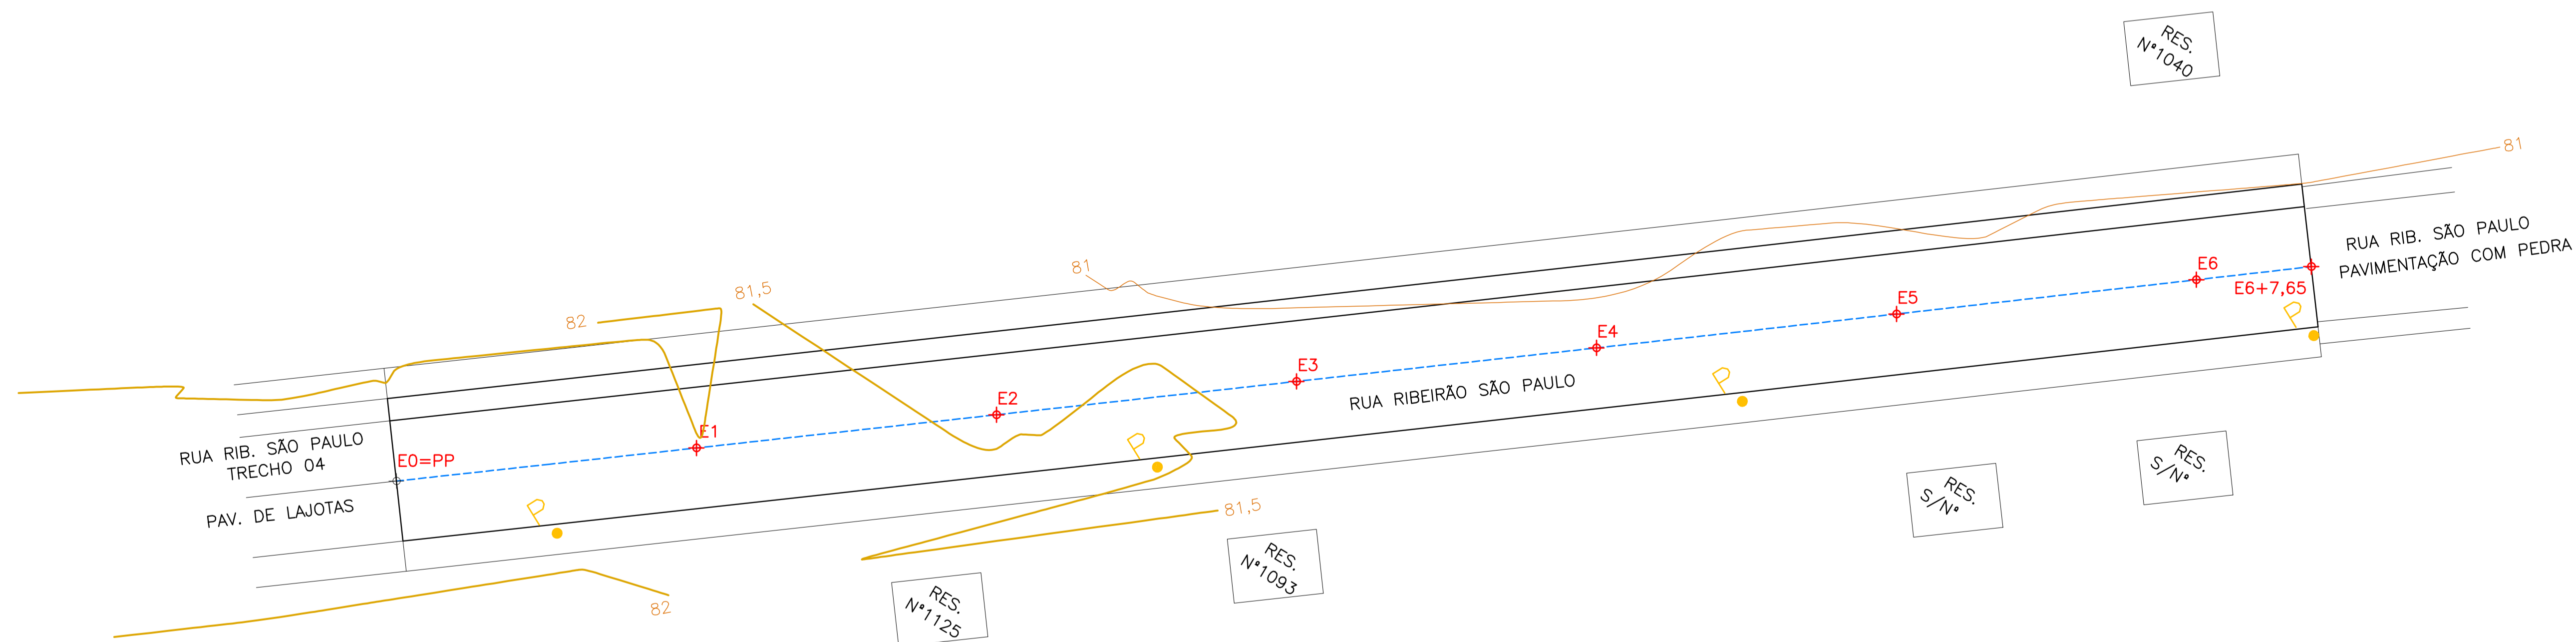 RES.
N°1040
81
RUA RIB. SÃO PAULO
PAVIMENTAÇÃO COM PEDRA
E6
E6+7,65
P
81
81,5
82
E5
E4
E3
E2
E1
E0=PP
RUA RIBEIRÃO SÃO PAULO
P
P
P
RUA RIB. SÃO PAULO
TRECHO 04
PAV. DE LAJOTAS
RES.
S/N°
RES.
S/N°
81,5
RES.
N°1093
RES.
N°1125
82